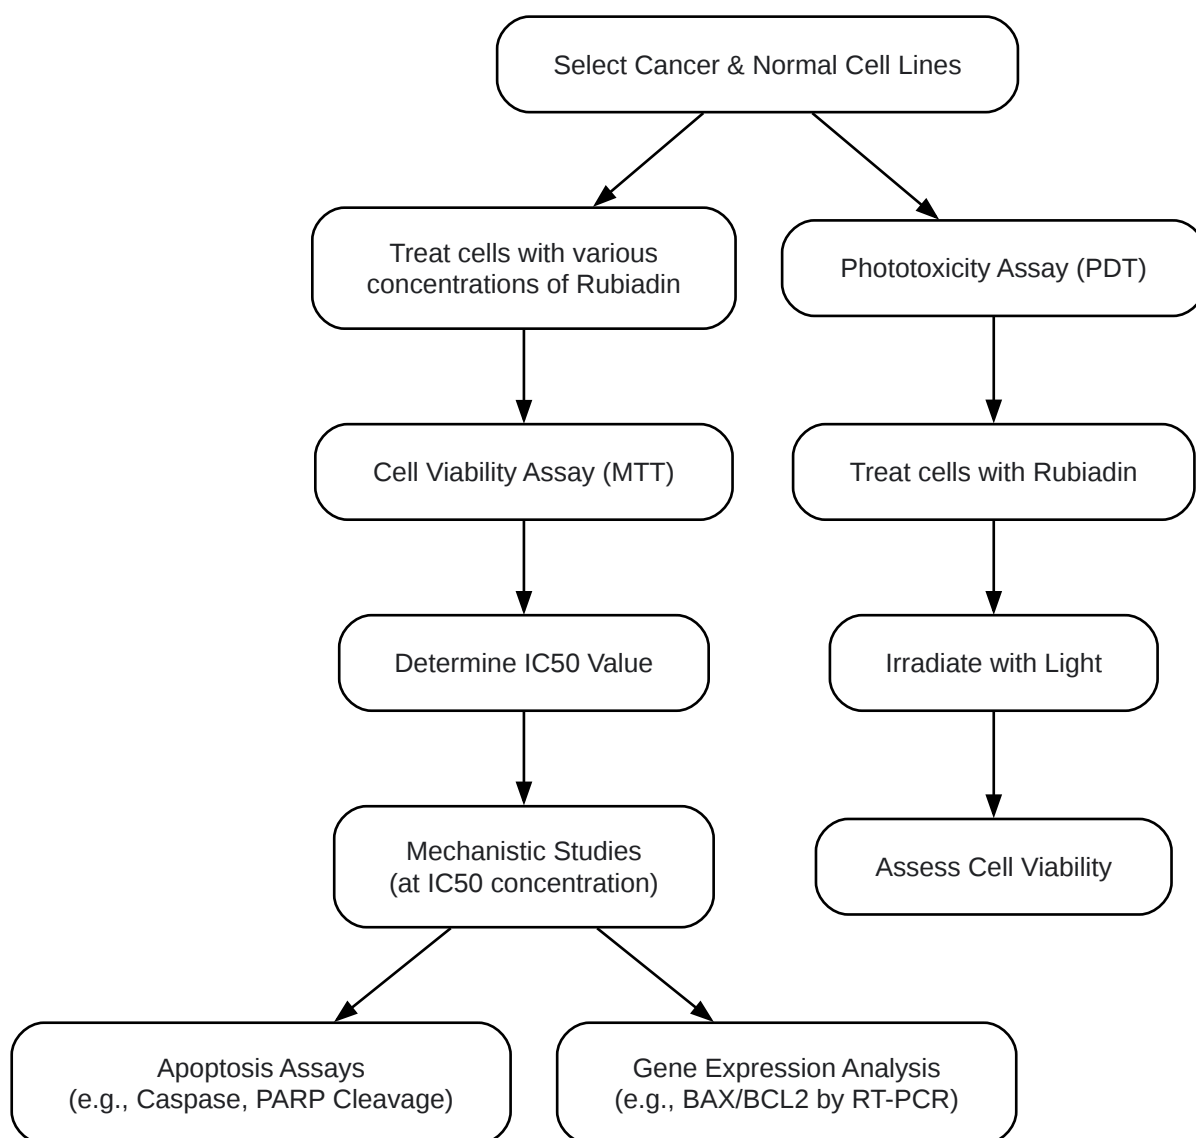 Select Cancer & Normal Cell Lines
Treat cells with various
concentrations of Rubiadin
Phototoxicity Assay (PDT)
Cell Viability Assay (MTT)
Treat cells with Rubiadin
Determine IC50 Value
Irradiate with Light
Mechanistic Studies
(at IC50 concentration)
Assess Cell Viability
Apoptosis Assays
(e.g., Caspase, PARP Cleavage)
Gene Expression Analysis
(e.g., BAX/BCL2 by RT-PCR)